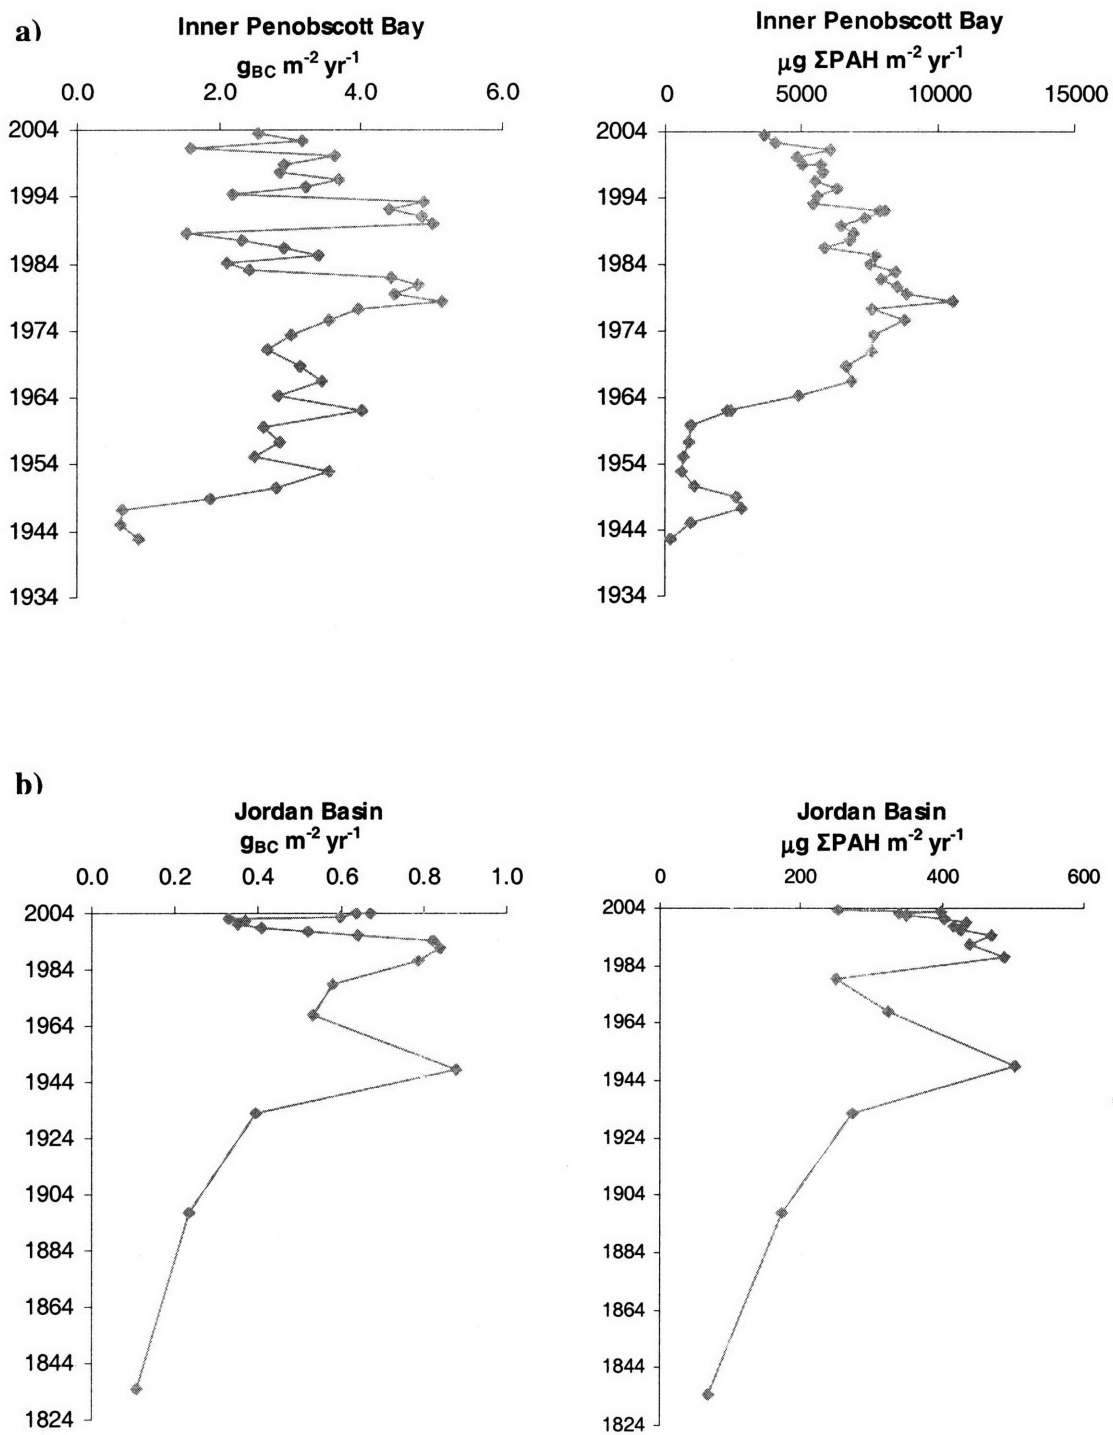 a)
Inner Penobscott Bay
gBC m-2 yr-1
0.0 2.0 4.0 6.0
2004
1994
1984
1974
1964
1954
1944
1934
Inner Penobscott Bay
µg ΣPAH m-2 yr-1
0 5000 10000 15000
2004
1994
1984
1974
1964
1954
1944
1934
b)
Jordan Basin
gBC m-2 yr-1
0.0 0.2 0.4 0.6 0.8 1.0
2004
1984
1964
1944
1924
1904
1884
1864
1844
1824
Jordan Basin
µg ΣPAH m-2 yr-1
0 200 400 600
2004
1984
1964
1944
1924
1904
1884
1864
1844
1824